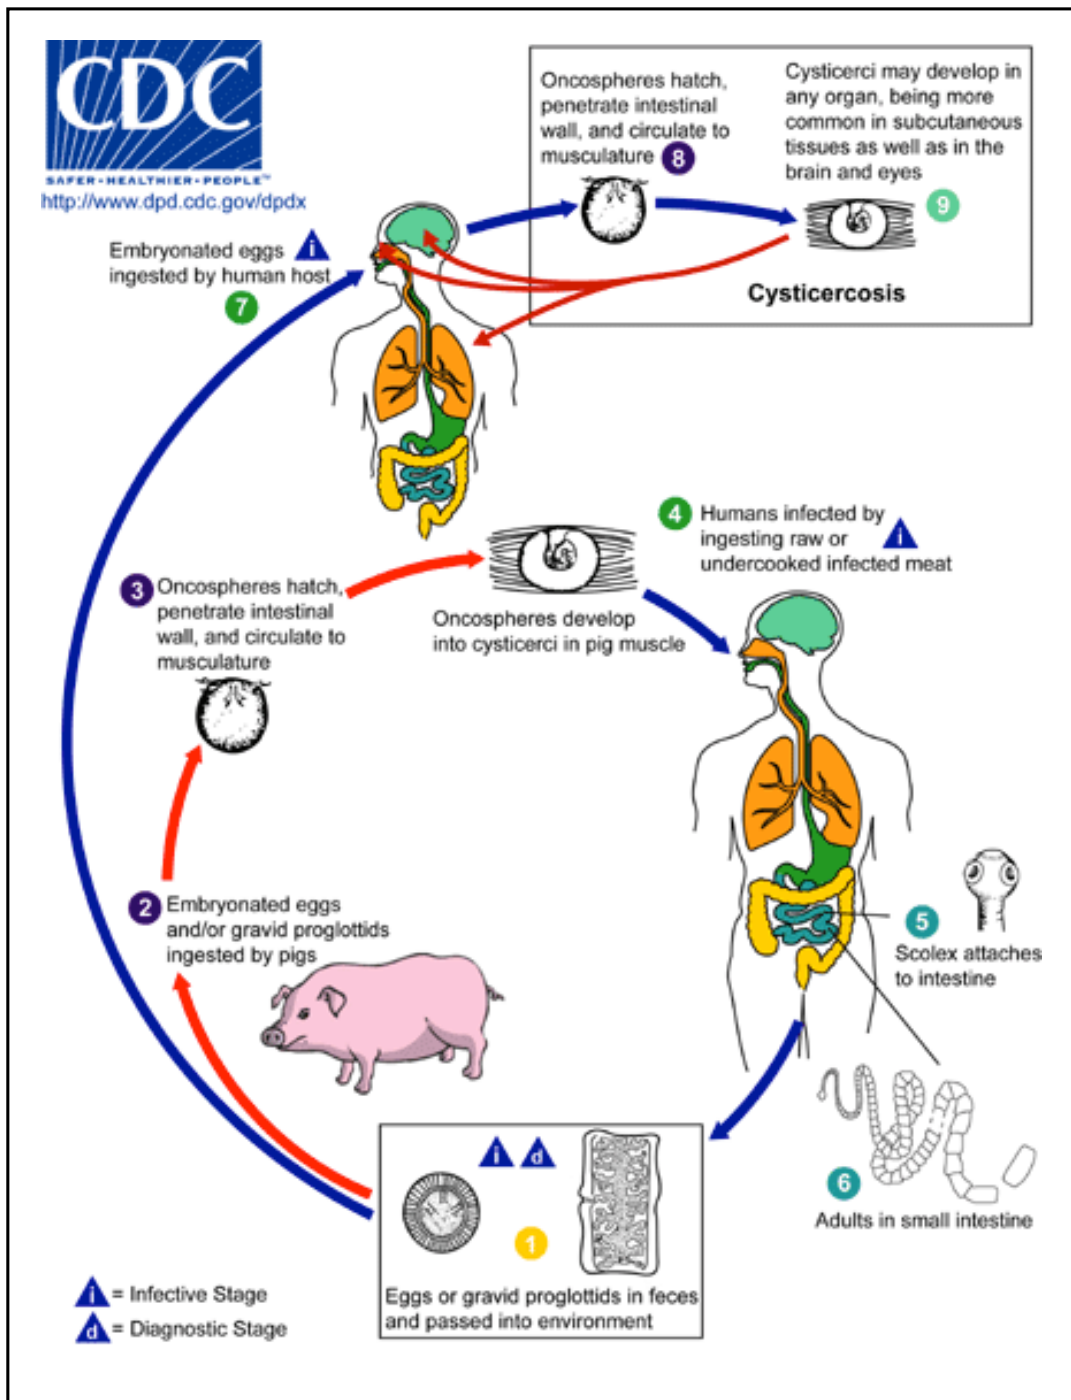 CDC
SAFER•HEALTHIER•PEOPLE™
http://www.dpd.cdc.gov/dpdx
Oncospheres hatch,
penetrate intestinal
wall, and circulate to
musculature 8
Cysticerci may develop in
any organ, being more
common in subcutaneous
tissues as well as in the
brain and eyes
9
Cysticercosis
Embryonated eggs i
ingested by human host
7
4 Humans infected by
ingesting raw or i
undercooked infected meat
3 Oncospheres hatch,
penetrate intestinal
wall, and circulate to
musculature
Oncospheres develop
into cysticerci in pig muscle
2 Embryonated eggs
and/or gravid proglottids
ingested by pigs
5
Scolex attaches
to intestine
6
Adults in small intestine
i d
1
Eggs or gravid proglottids in feces
and passed into environment
i = Infective Stage
d = Diagnostic Stage